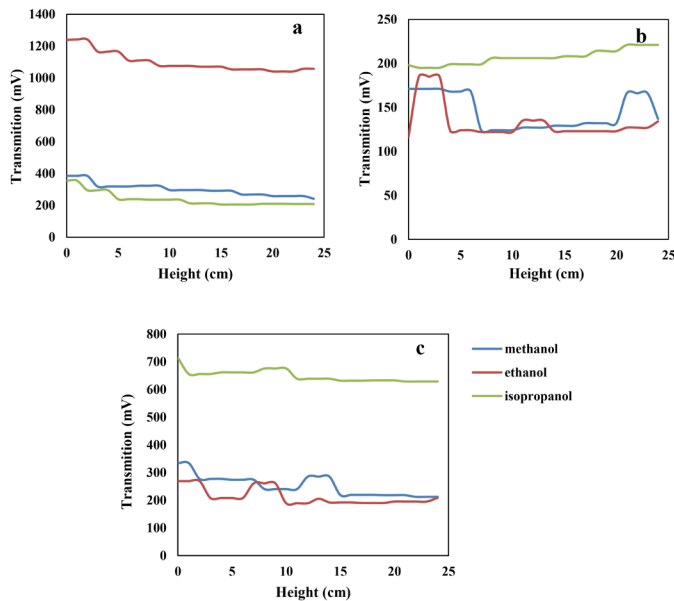 a
1400
1200
1000
800
600
400
200
0
Transmition (mV)
0 5 10 15 20 25
Height (cm)
b
250
200
150
100
50
0
Transmition (mV)
0 5 10 15 20 25
Height (cm)
c
800
700
600
500
400
300
200
100
0
Transmition (mV)
0 5 10 15 20 25
Height (cm)
methanol
ethanol
isopropanol